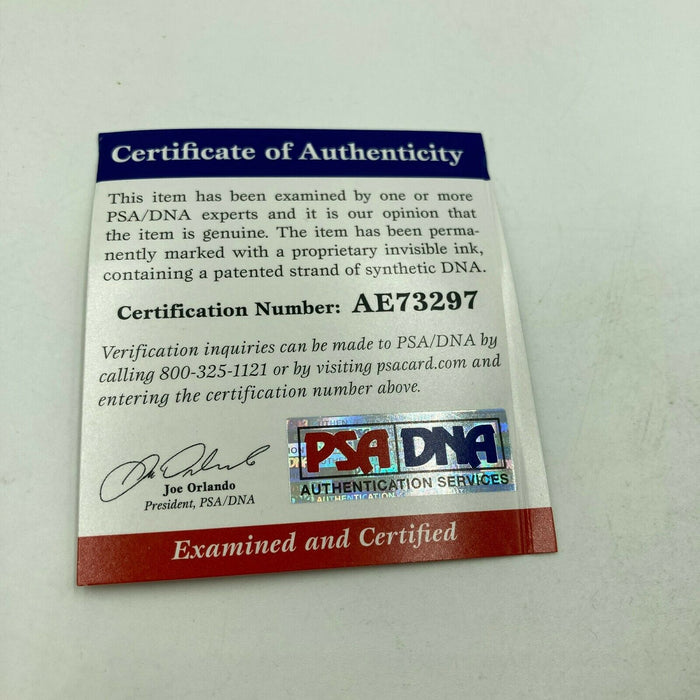 Certificate of Authenticity
This item has been examined by one or more
PSA/DNA experts and it is our opinion that
the item is genuine. The item has been perma-
nently marked with a proprietary invisible ink,
containing a patented strand of synthetic DNA.
Certification Number: AE73297
Verification inquiries can be made to PSA/DNA by
calling 800-325-1121 or by visiting psacard.com and
entering the certification number above.
PSA DNA
AUTHENTICATION SERVICES
AUTHENTICATION
Joe Orlando
President, PSA/DNA
Examined and Certified